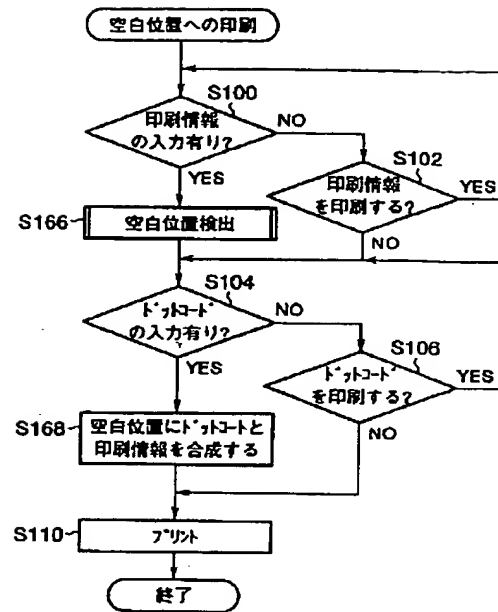 空白位置への印刷
S100
印刷情報
の入力有り?
NO
YES
S102
印刷情報
を印刷する?
YES
NO
S166
空白位置検出
S104
ドットコード
の入力有り?
NO
YES
S106
ドットコード
を印刷する?
YES
NO
S168
空白位置にドットコートと
印刷情報を合成する
S110
プリント
終了